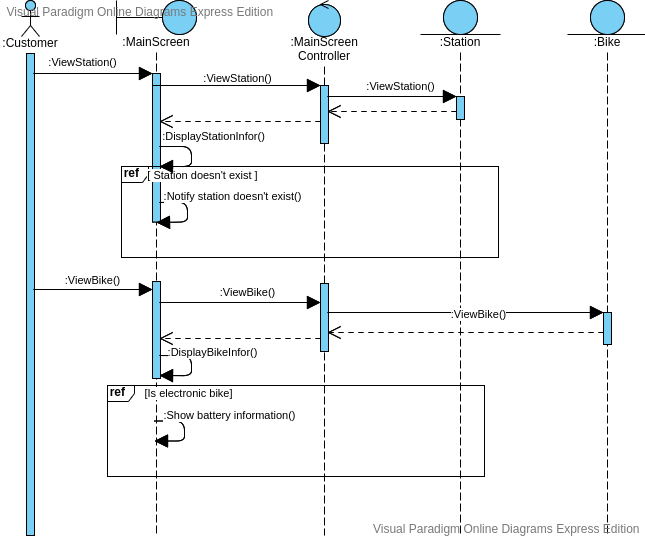 Visual Paradigm Online Diagrams Express Edition
:Customer
:MainScreen
:MainScreen
Controller
:Station
:Bike
:ViewStation()
:ViewStation()
:ViewStation()
:DisplayStationInfor()
ref
[ Station doesn't exist ]
:Notify station doesn't exist()
:ViewBike()
:ViewBike()
:ViewBike()
:DisplayBikeInfor()
ref
[Is electronic bike]
:Show battery information()
Visual Paradigm Online Diagrams Express Edition